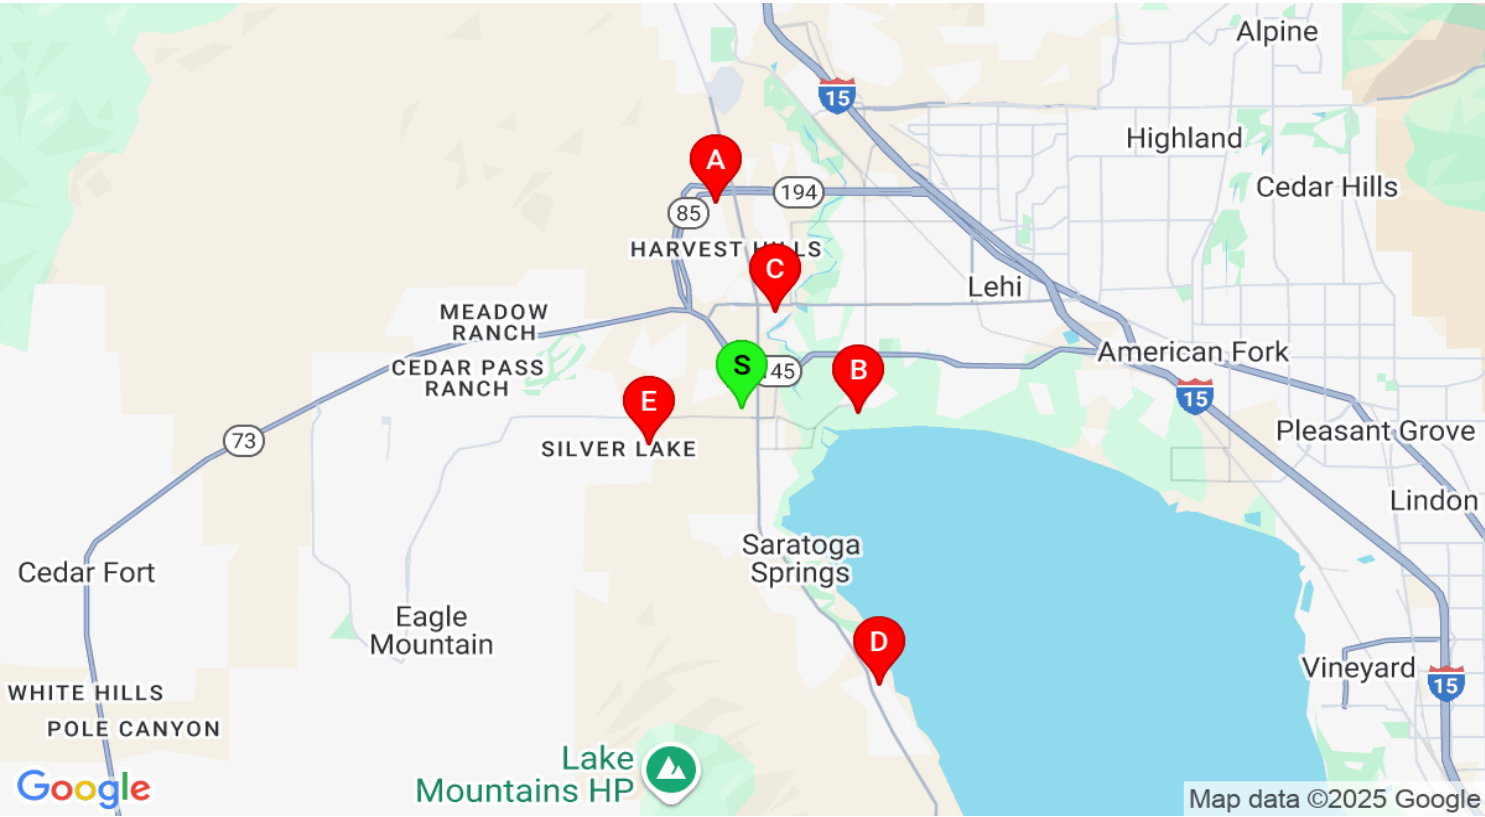 Alpine
15
Highland
A
194
Cedar Hills
85
HARVEST HILLS
C
Lehi
MEADOW
RANCH
American Fork
S
145
B
CEDAR PASS
RANCH
E
15
73
SILVER LAKE
Pleasant Grove
Lindon
Saratoga
Springs
Cedar Fort
Eagle
Mountain
D
Vineyard
15
WHITE HILLS
POLE CANYON
Lake
Mountains HP
Google
Map data ©2025 Google